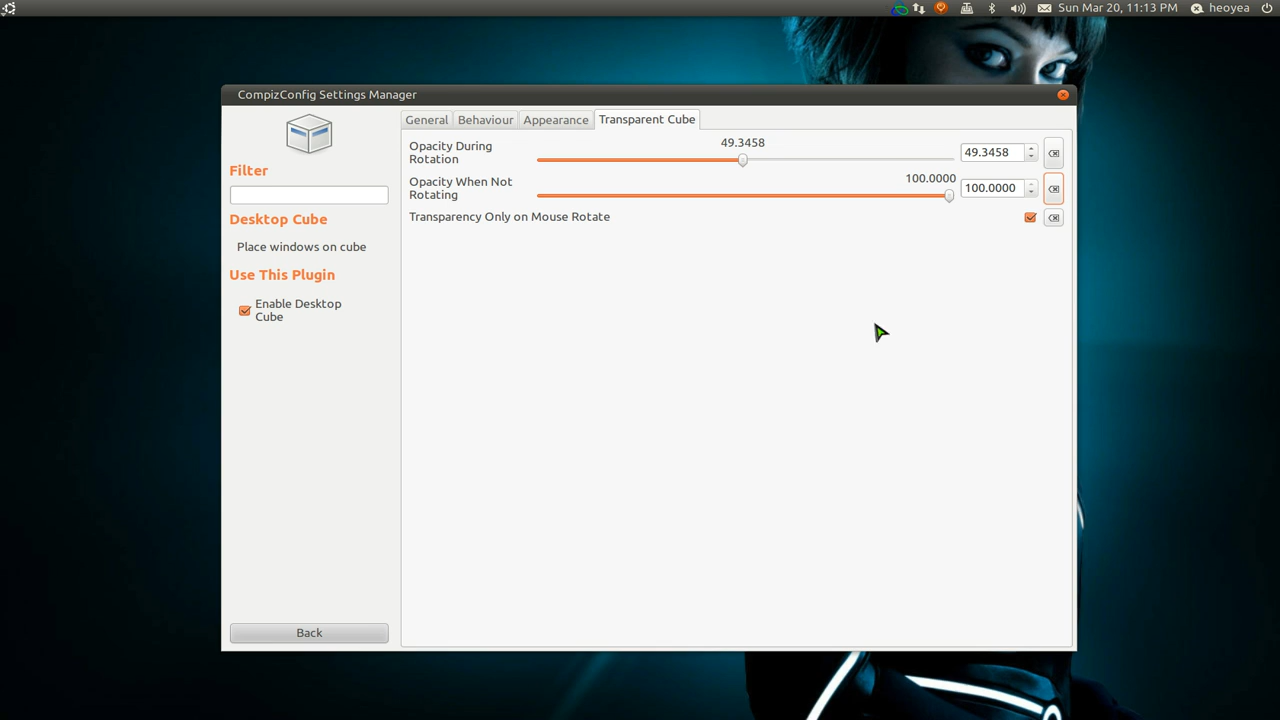 Sun Mar 20, 11:13 PM
heoyea
CompizConfig Settings Manager
General
Behaviour
Appearance
Transparent Cube
Filter
Desktop Cube
Place windows on cube
Use This Plugin
Enable Desktop
Cube
Back
Opacity During
Rotation
49.3458
49.3458
Opacity When Not
Rotating
100.0000
100.0000
Transparency Only on Mouse Rotate